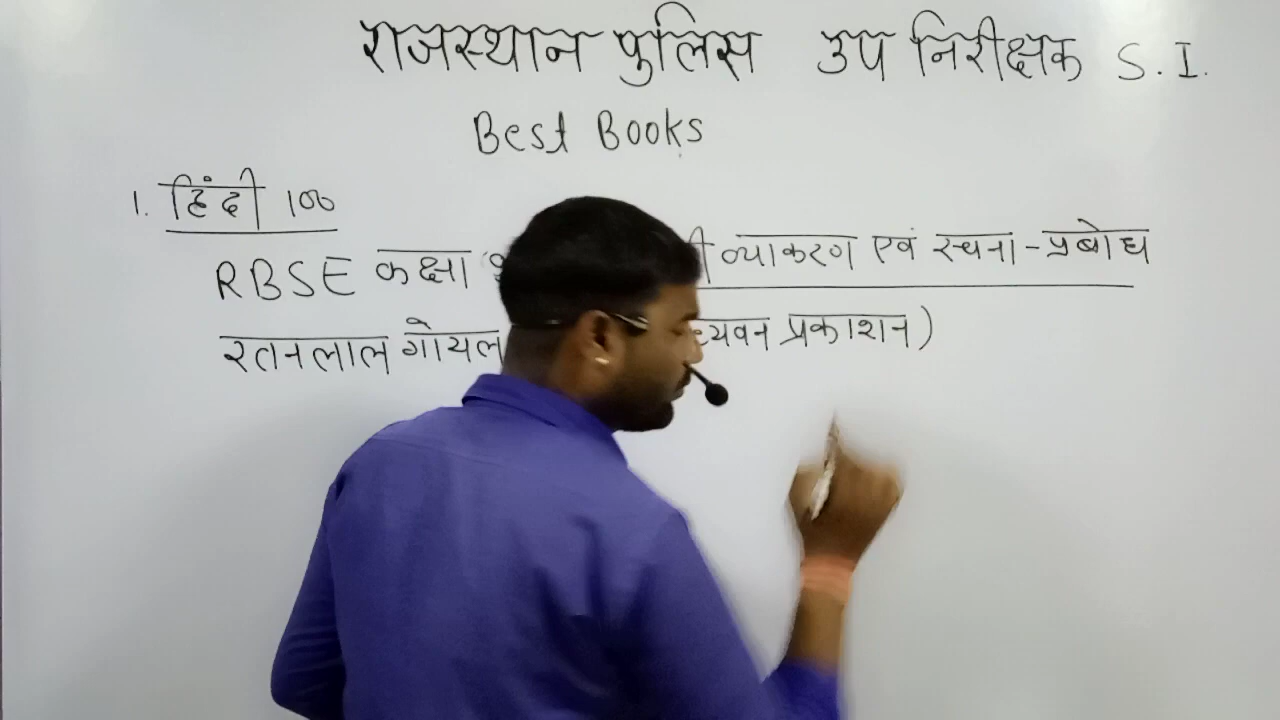 राजस्थान पुलिस उप निरीक्षक S. I.
Best Books
1. हिंदी 100
RBSE कक्षा व्याकरण एवं रचना-प्रबोध
रतनलाल गोयल प्रकाशन)